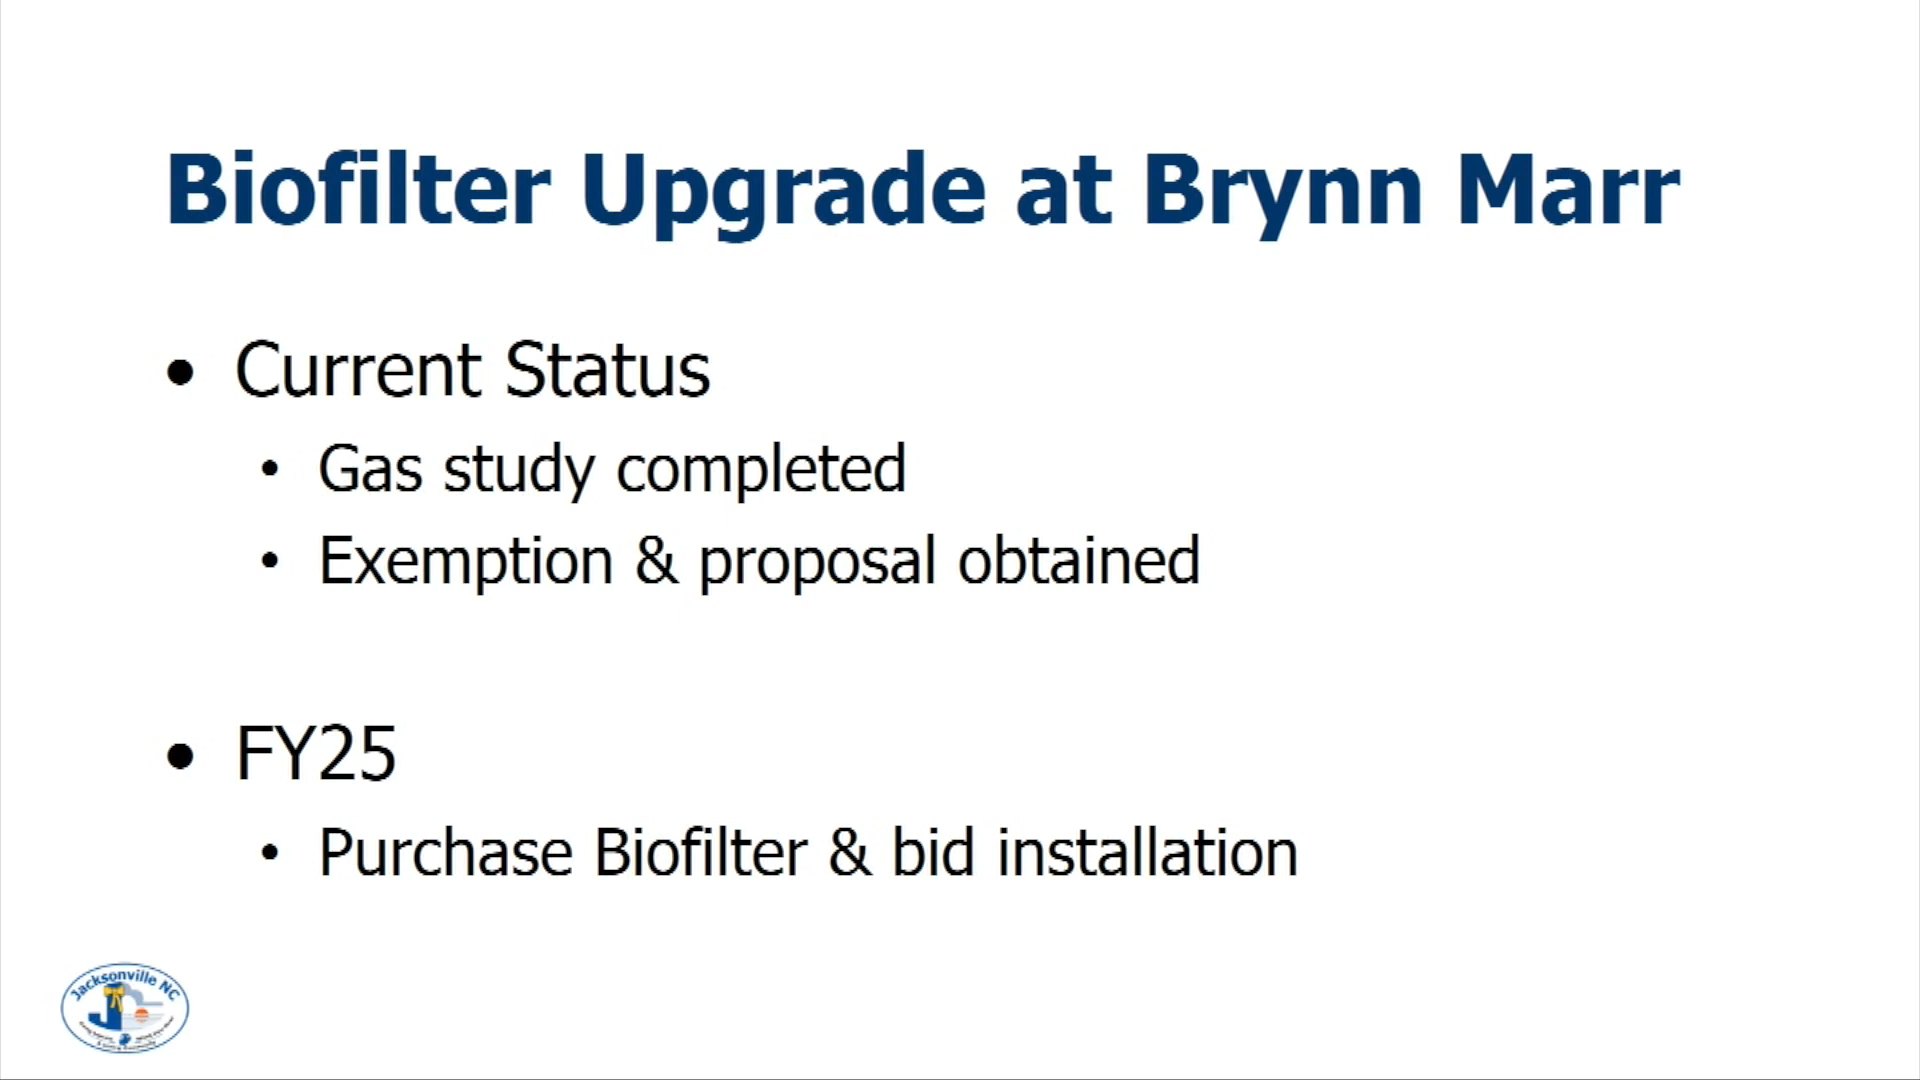 Biofilter Upgrade at Brynn Marr
• Current Status
• Gas study completed
• Exemption & proposal obtained
• FY25
• Purchase Biofilter & bid installation
Jacksonville NC